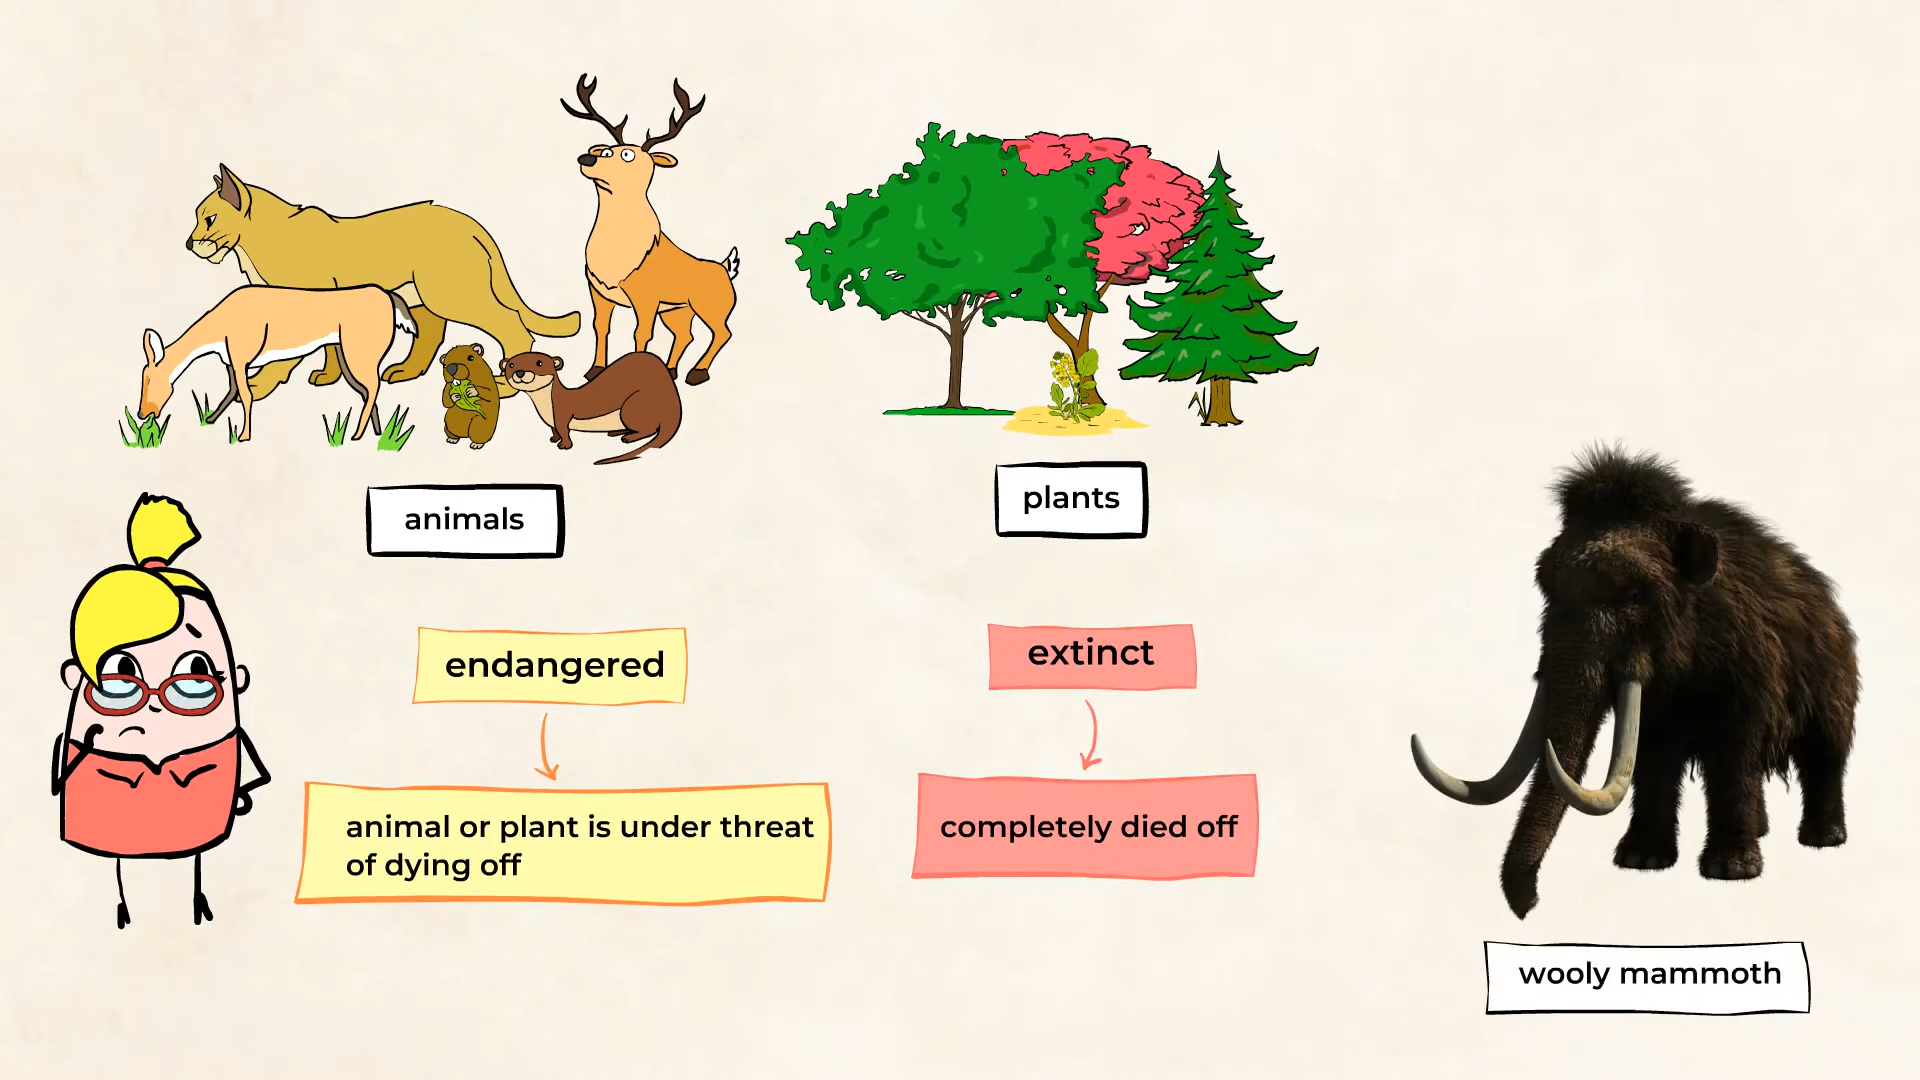 animals
plants
endangered
extinct
animal or plant is under threat
of dying off
completely died off
wooly mammoth